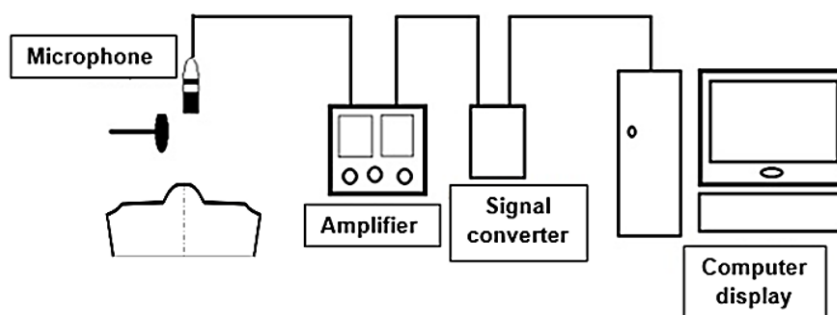 Microphone
Amplifier
Signal
converter
Computer
display